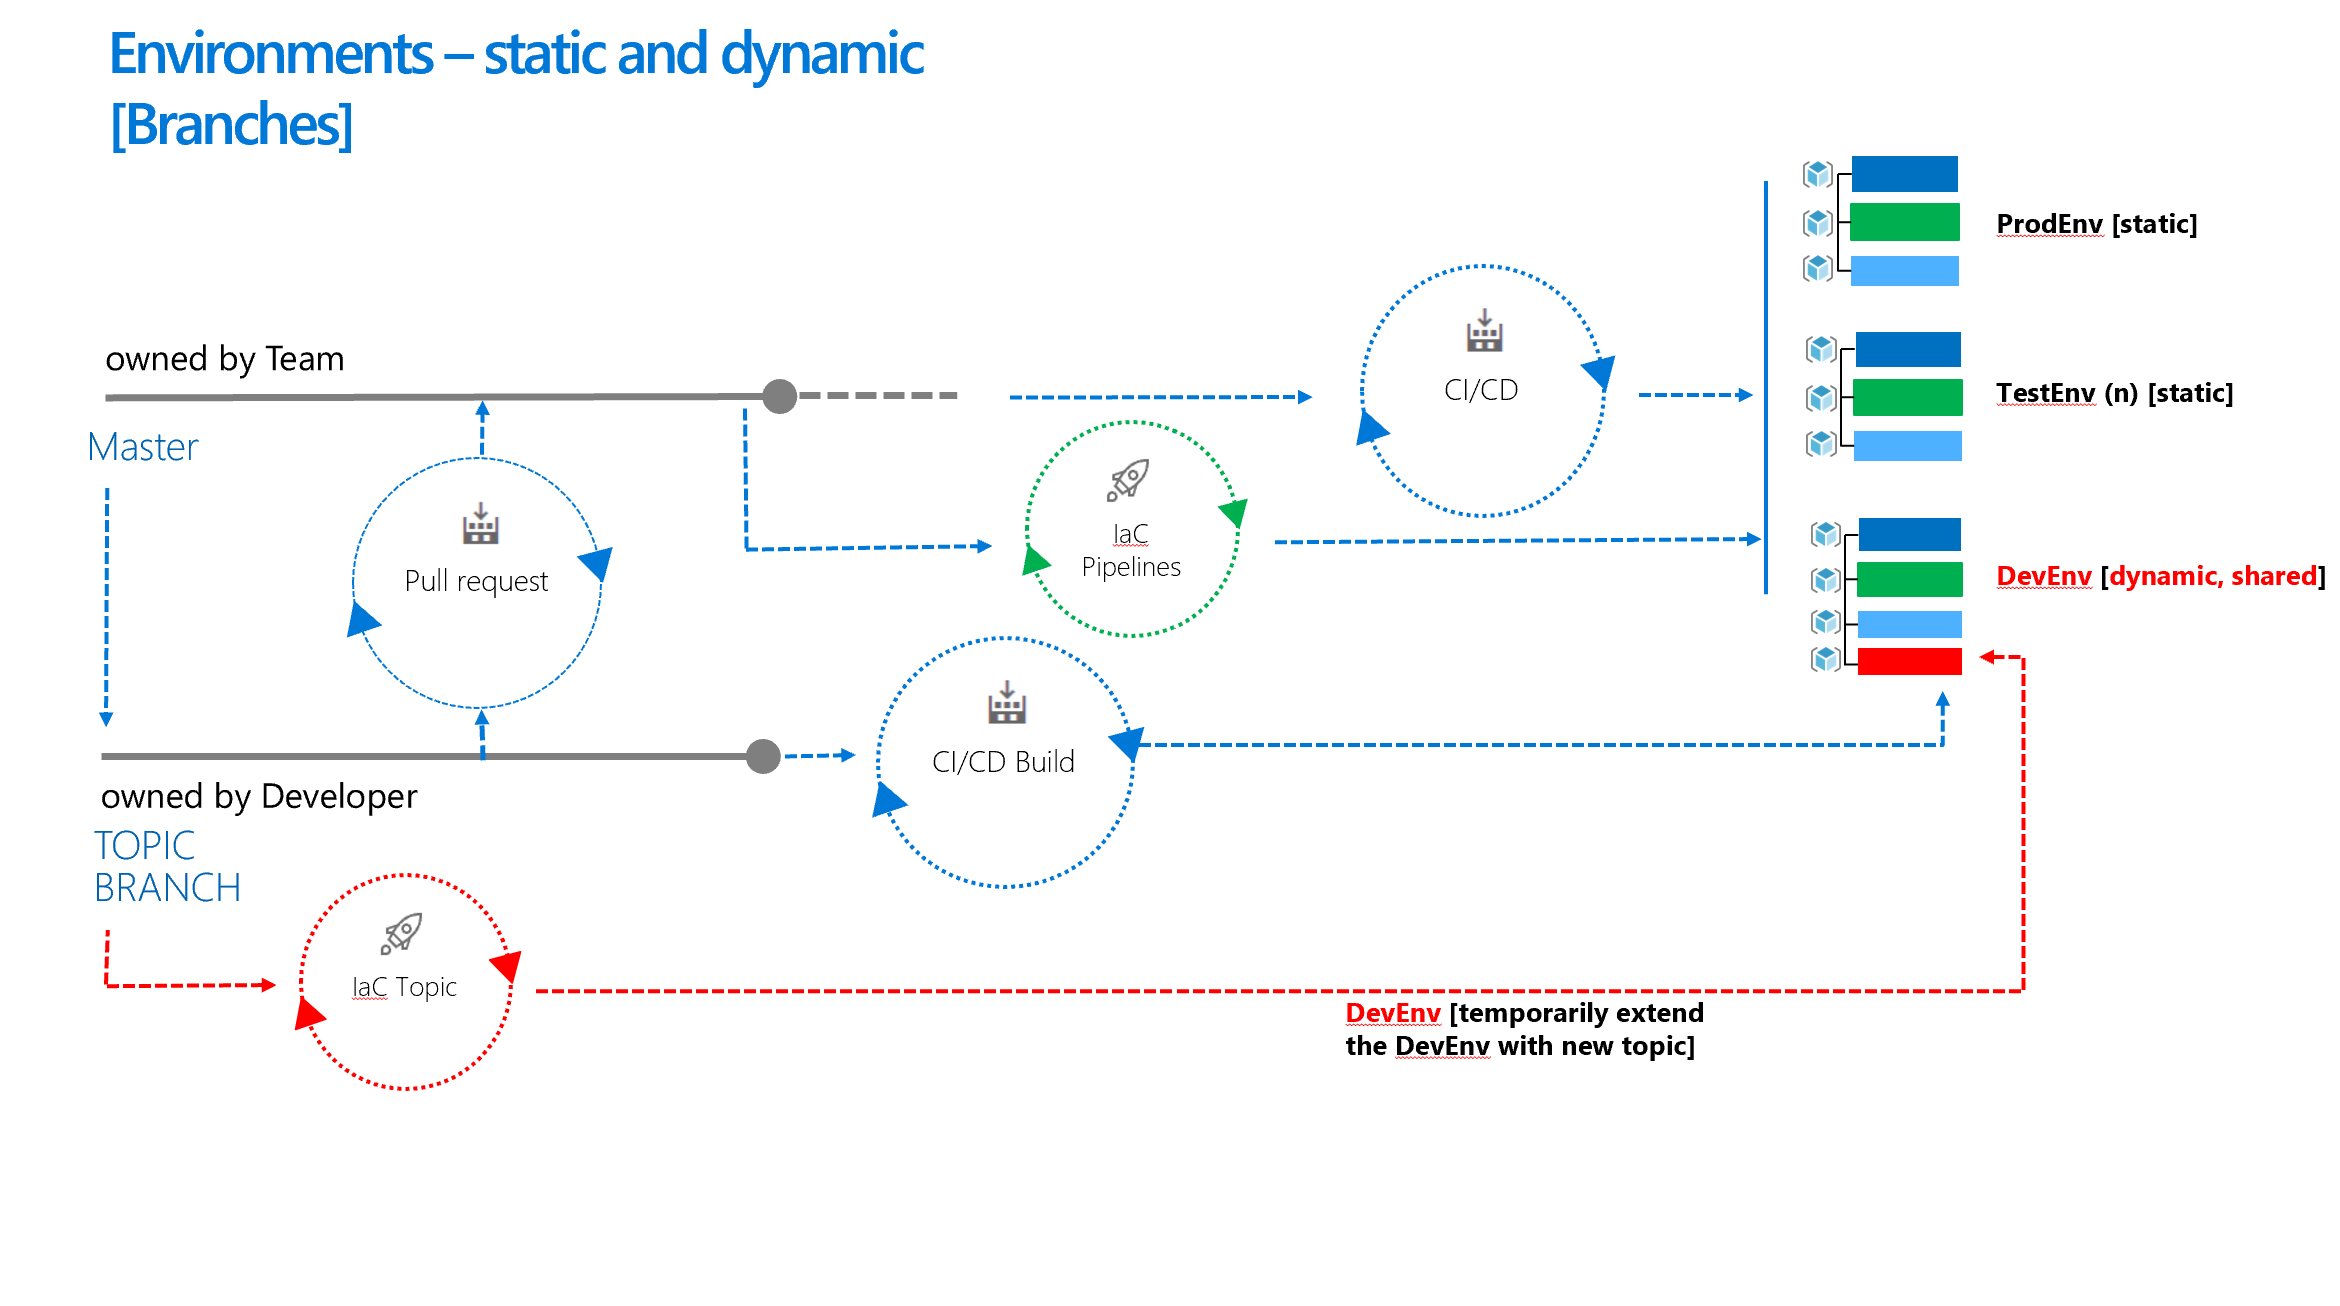 Environments – static and dynamic
[Branches]
ProdEnv [static]
owned by Team
CI/CD
TestEnv (n) [static]
Master
IaC
Pipelines
Pull request
DevEnv [dynamic, shared]
CI/CD Build
owned by Developer
TOPIC
BRANCH
IaC Topic
DevEnv [temporarily extend
the DevEnv with new topic]